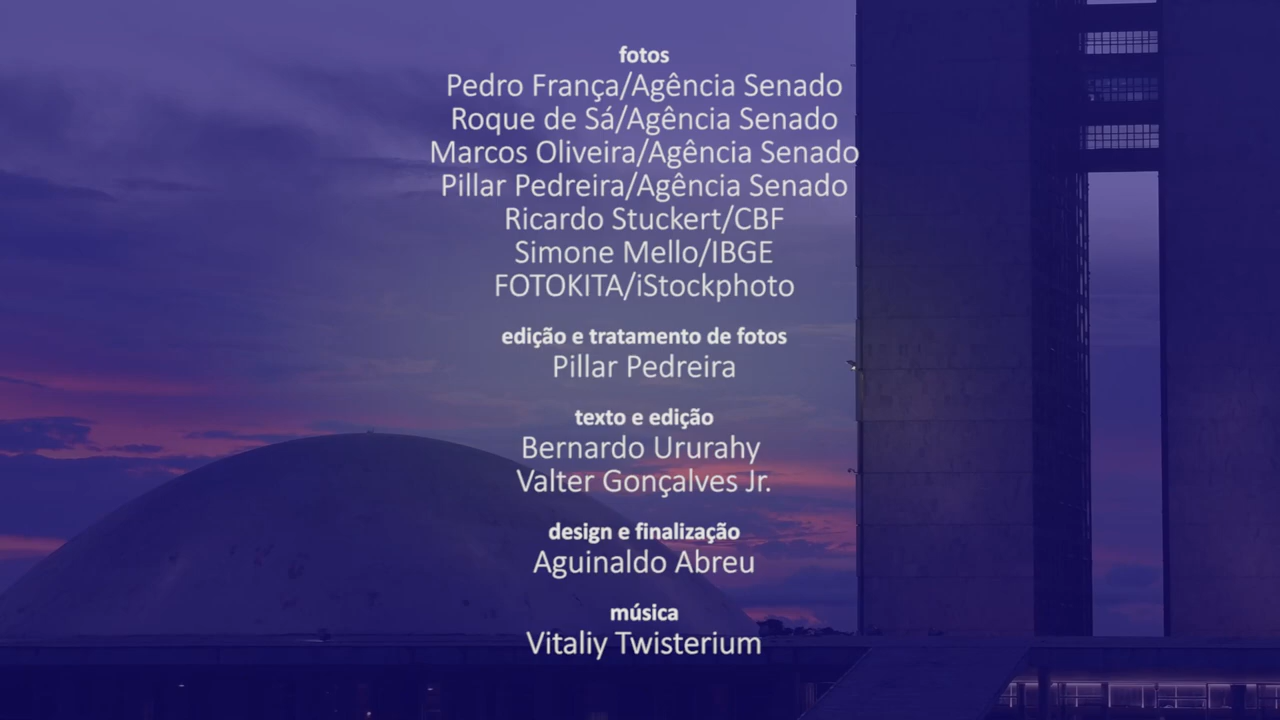 fotos
Pedro França/Agência Senado
Roque de Sá/Agência Senado
Marcos Oliveira/Agência Senado
Pillar Pedreira/Agência Senado
Ricardo Stuckert/CBF
Simone Mello/IBGE
FOTOKITA/iStockphoto
edição e tratamento de fotos
Pillar Pedreira
texto e edição
Bernardo Ururahy
Valter Gonçalves Jr.
design e finalização
Aguinaldo Abreu
música
Vitaliy Twisterium